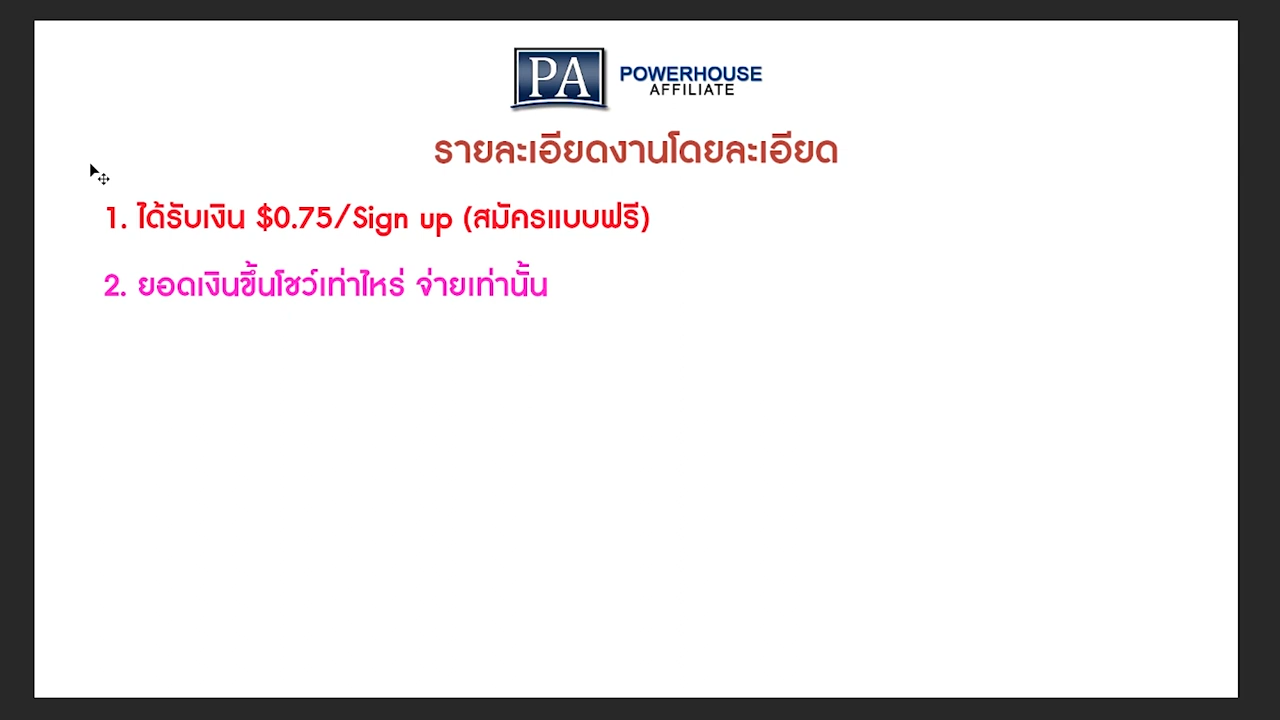 PA
POWERHOUSE
AFFILIATE
รายละเอียดงานโดยละเอียด
1. ได้รับเงิน $0.75/Sign up (สมัครแบบฟรี)
2. ยอดเงินขึ้นโชว์เท่าไหร่ จ่ายเท่านั้น